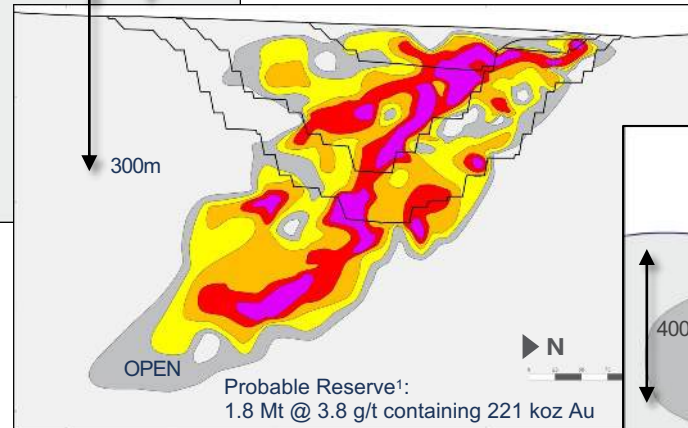 300m
400
OPEN
N
Probable Reserve¹:
1.8 Mt @ 3.8 g/t containing 221 koz Au